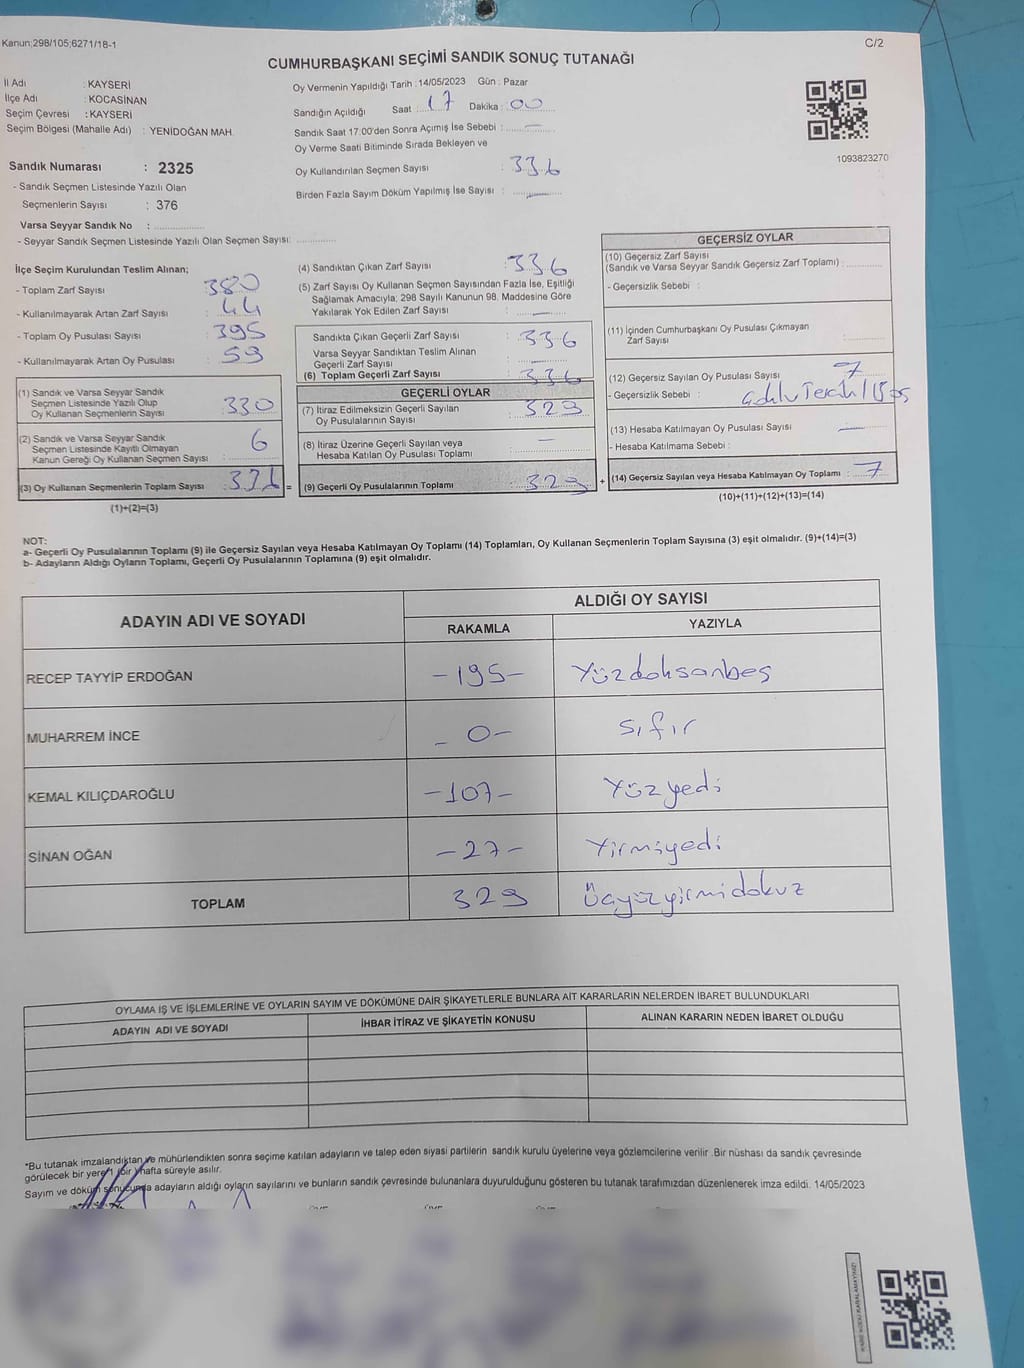 Kanun;298/105;6271/18-1
C/2
CUMHURBAŞKANI SEÇİMİ SANDIK SONUÇ TUTANAĞI
İl Adı : KAYSERİ
İlçe Adı : KOCASİNAN
Seçim Çevresi : KAYSERİ
Seçim Bölgesi (Mahalle Adı) : YENİDOĞAN MAH.
Oy Vermenin Yapıldığı Tarih : 14/05/2023 Gün : Pazar
Sandığın Açıldığı Saat : 17 Dakika : 00
Sandık Saat 17:00'den Sonra Açımış İse Sebebi : —
Oy Verme Saati Bitiminde Sırada Bekleyen ve
Oy Kullandırılan Seçmen Sayısı : 336
Birden Fazla Sayım Döküm Yapılmış İse Sayısı : —
1093823270
Sandık Numarası : 2325
- Sandık Seçmen Listesinde Yazılı Olan
Seçmenlerin Sayısı : 376
Varsa Seyyar Sandık No :
- Seyyar Sandık Seçmen Listesinde Yazılı Olan Seçmen Sayısı:
İlçe Seçim Kurulundan Teslim Alınan;
- Toplam Zarf Sayısı : 380
- Kullanılmayarak Artan Zarf Sayısı : 44
- Toplam Oy Pusulası Sayısı : 395
- Kullanılmayarak Artan Oy Pusulası : 59
(1) Sandık ve Varsa Seyyar Sandık
Seçmen Listesinde Yazılı Olup
Oy Kullanan Seçmenlerin Sayısı : 330
(2) Sandık ve Varsa Seyyar Sandık
Seçmen Listesinde Kayıtlı Olmayan
Kanun Gereği Oy Kullanan Seçmen Sayısı : 6
(3) Oy Kullanan Seçmenlerin Toplam Sayısı : 336 =
(1)+(2)=(3)
(4) Sandıktan Çıkan Zarf Sayısı : 336
(5) Zarf Sayısı Oy Kullanan Seçmen Sayısından Fazla İse, Eşitliği
Sağlamak Amacıyla; 298 Sayılı Kanunun 98. Maddesine Göre
Yakılarak Yok Edilen Zarf Sayısı : —
Sandıkta Çıkan Geçerli Zarf Sayısı : 336
Varsa Seyyar Sandıktan Teslim Alınan
Geçerli Zarf Sayısı : —
(6) Toplam Geçerli Zarf Sayısı : 336
GEÇERLİ OYLAR
(7) İtiraz Edilmeksizin Geçerli Sayılan
Oy Pusulalarının Sayısı : 329
(8) İtiraz Üzerine Geçerli Sayılan veya
Hesaba Katılan Oy Pusulası Toplamı : —
(9) Geçerli Oy Pusulalarının Toplamı : 329 +
GEÇERSİZ OYLAR
(10) Geçersiz Zarf Sayısı
(Sandık ve Varsa Seyyar Sandık Geçersiz Zarf Toplamı) :
- Geçersizlik Sebebi :
(11) İçinden Cumhurbaşkanı Oy Pusulası Çıkmayan
Zarf Sayısı :
(12) Geçersiz Sayılan Oy Pusulası Sayısı : 7
- Geçersizlik Sebebi :
(13) Hesaba Katılmayan Oy Pusulası Sayısı : —
- Hesaba Katılmama Sebebi :
(14) Geçersiz Sayılan veya Hesaba Katılmayan Oy Toplamı : 7
(10)+(11)+(12)+(13)=(14)
NOT:
a- Geçerli Oy Pusulalarının Toplamı (9) ile Geçersiz Sayılan veya Hesaba Katılmayan Oy Toplamı (14) Toplamları, Oy Kullanan Seçmenlerin Toplam Sayısına (3) eşit olmalıdır. (9)+(14)=(3)
b- Adayların Aldığı Oyların Toplamı, Geçerli Oy Pusulalarının Toplamına (9) eşit olmalıdır.
ADAYIN ADI VE SOYADI
ALDIĞI OY SAYISI
RAKAMLA YAZIYLA
RECEP TAYYİP ERDOĞAN -195- Yüzdoksanbeş
MUHARREM İNCE -0- Sıfır
KEMAL KILIÇDAROĞLU -107- Yüzyedi
SİNAN OĞAN -27- Yirmiyedi
TOPLAM 329 Üçyüzyirmidokuz
OYLAMA İŞ VE İŞLEMLERİNE VE OYLARIN SAYIM VE DÖKÜMÜNE DAİR ŞİKAYETLERLE BUNLARA AİT KARARLARIN NELERDEN İBARET BULUNDUKLARI
ADAYIN ADI VE SOYADI İHBAR İTİRAZ VE ŞİKAYETİN KONUSU ALINAN KARARIN NEDEN İBARET OLDUĞU
*Bu tutanak imzalandıktan ve mühürlendikten sonra seçime katılan adayların ve talep eden siyasi partilerin sandık kurulu üyelerine veya gözlemcilerine verilir .Bir nüshası da sandık çevresinde
görülecek bir yere 1 (bir ) hafta süreyle asılır.
Sayım ve döküm sonucunda adayların aldığı oyların sayılarını ve bunların sandık çevresinde bulunanlara duyurulduğunu gösteren bu tutanak tarafımızdan düzenlenerek imza edildi. 14/05/2023